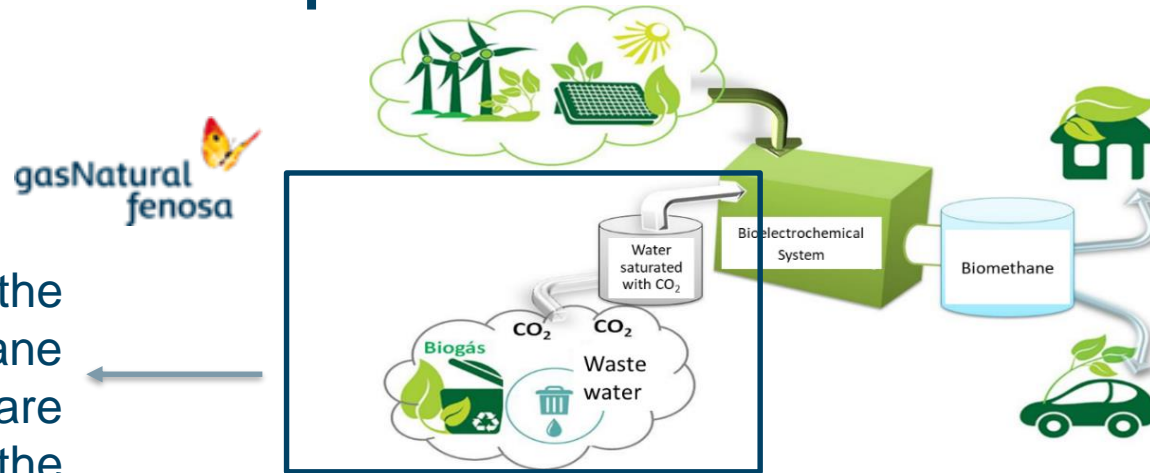 gasNatural
fenosa
the
ane
are
the
Bioelectrochemical
System
Water
saturated
with CO₂
Biomethane
CO₂ CO₂
Biogás
Waste
water